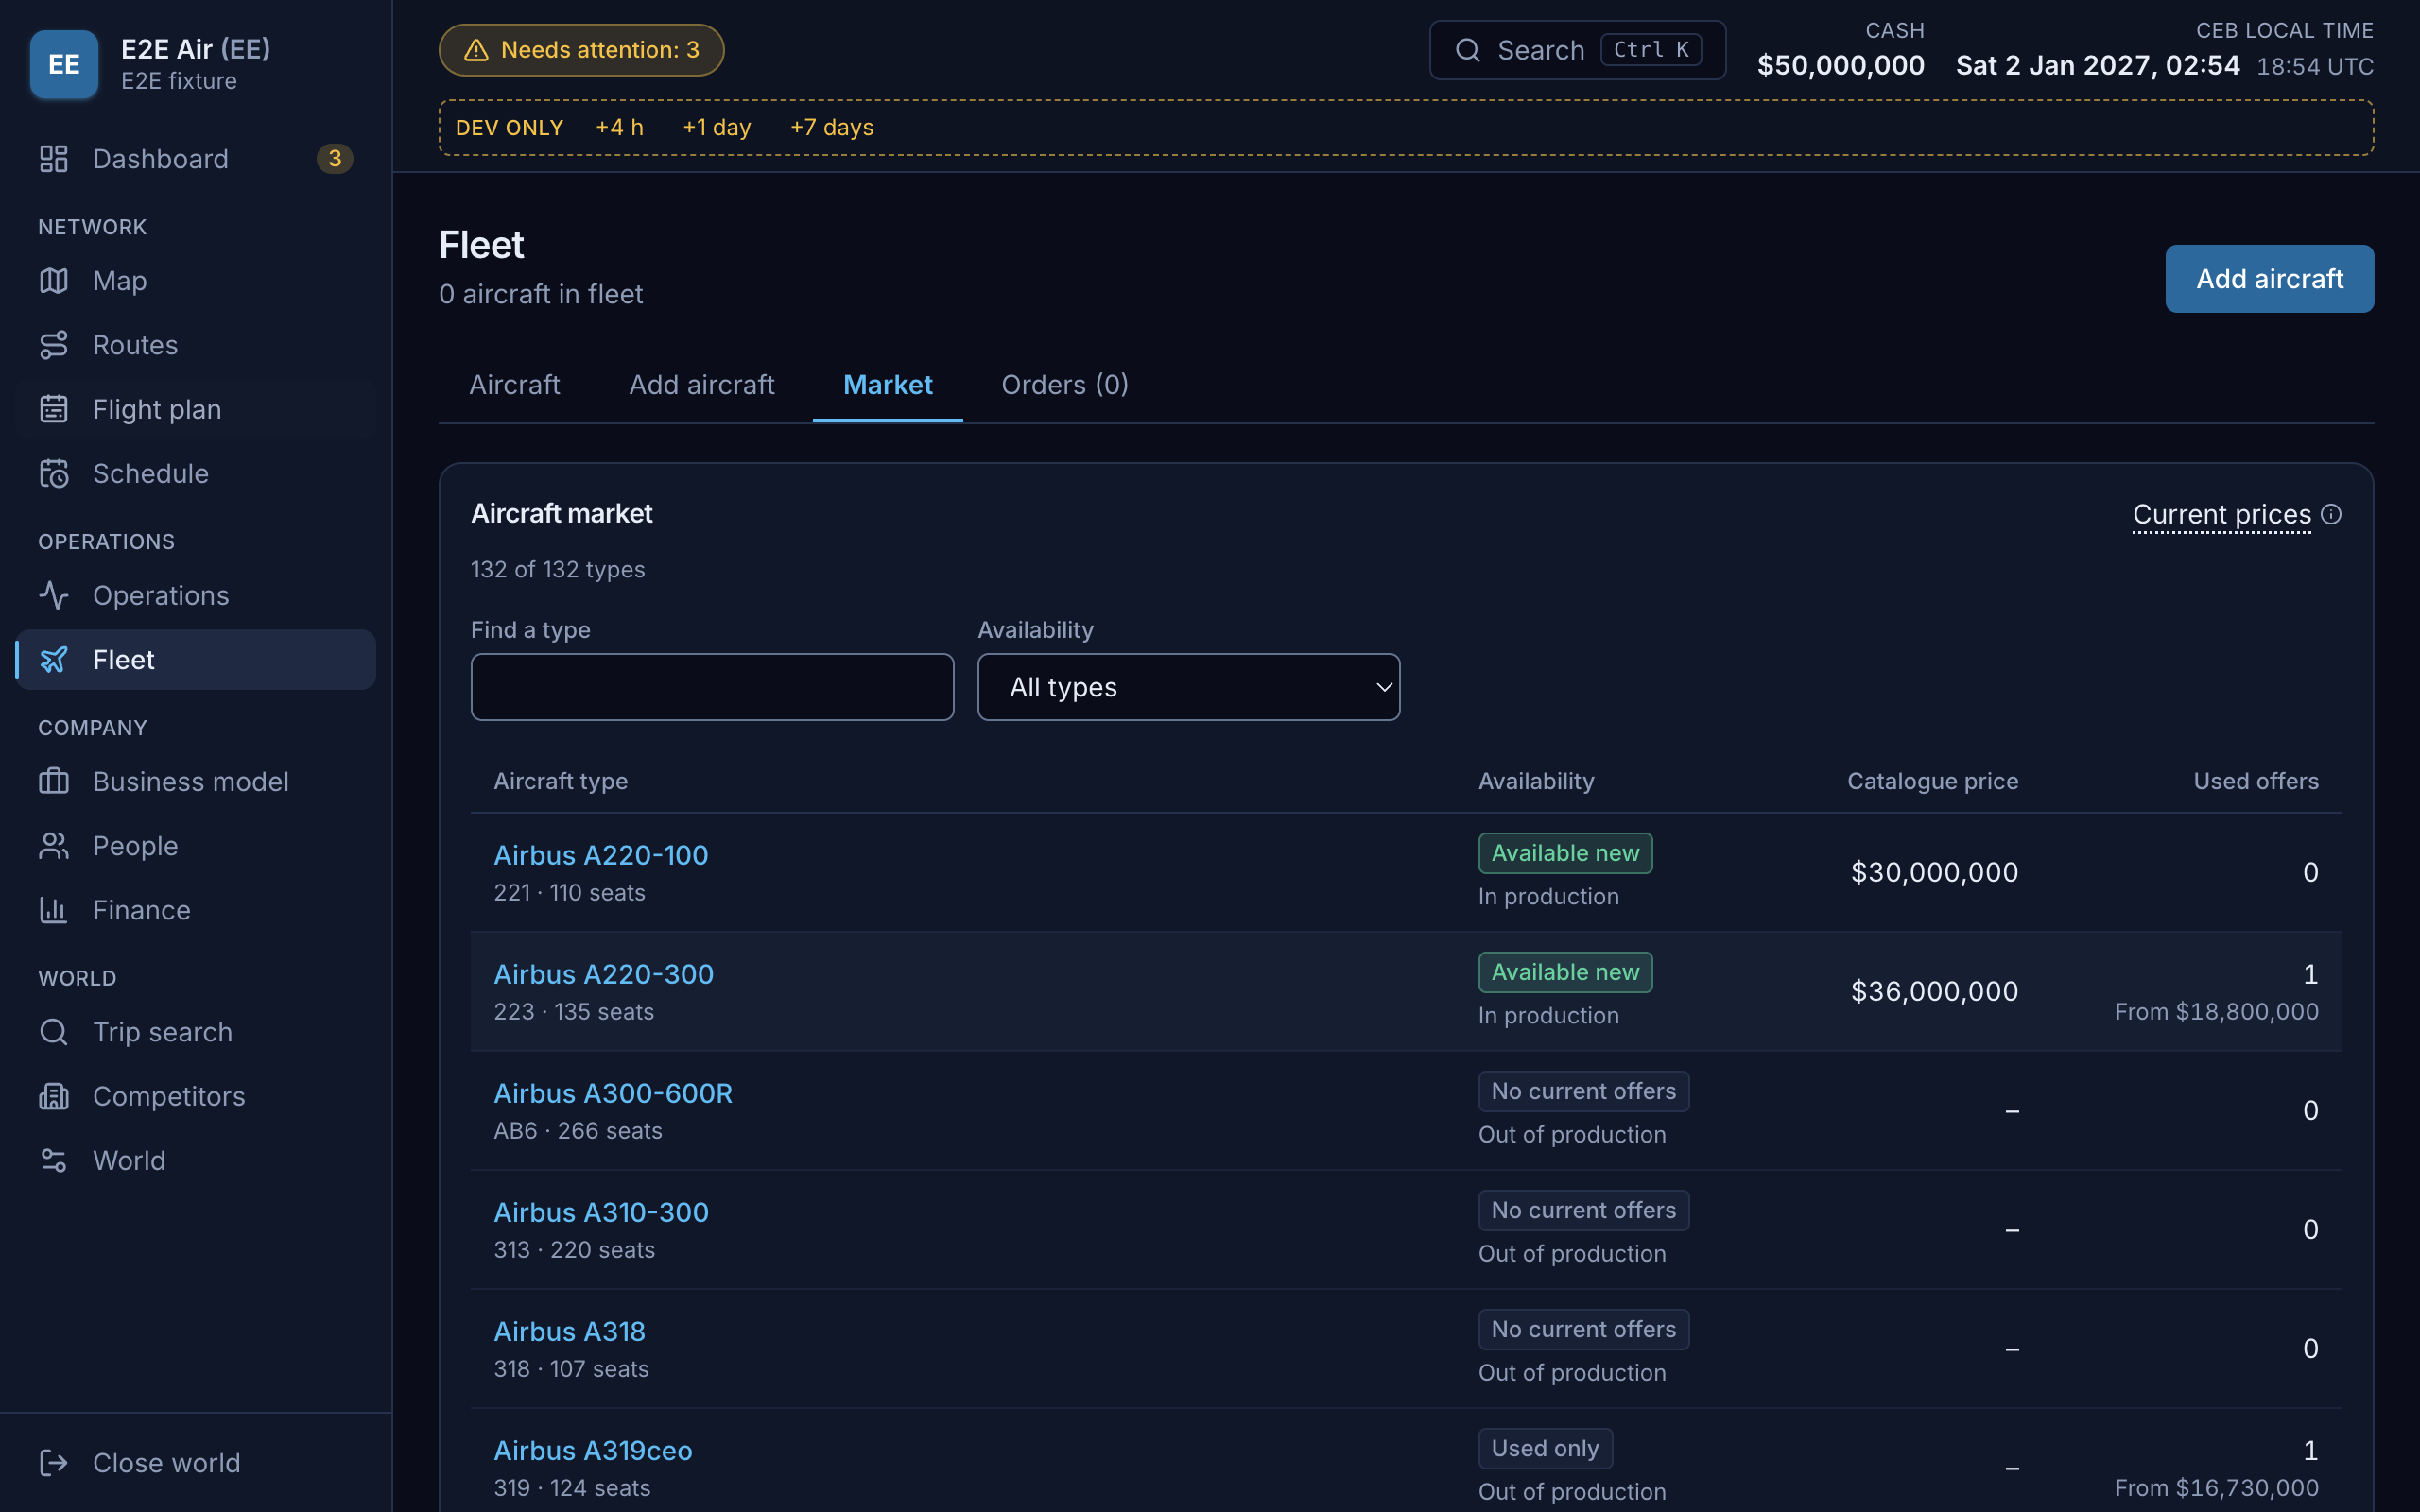 EE
E2E Air (EE)
E2E fixture
Dashboard 3
NETWORK
Map
Routes
Flight plan
Schedule
OPERATIONS
Operations
Fleet
COMPANY
Business model
People
Finance
WORLD
Trip search
Competitors
World
Close world
Needs attention: 3
Search Ctrl K
CASH
$50,000,000
CEB LOCAL TIME
Sat 2 Jan 2027, 02:54 18:54 UTC
DEV ONLY +4 h +1 day +7 days
Fleet
0 aircraft in fleet
Add aircraft
Aircraft Add aircraft Market Orders (0)
Aircraft market
Current prices
132 of 132 types
Find a type
Availability
All types
Aircraft type Availability Catalogue price Used offers
Airbus A220-100
221 · 110 seats
Available new
In production
$30,000,000
0
Airbus A220-300
223 · 135 seats
Available new
In production
$36,000,000
1
From $18,800,000
Airbus A300-600R
AB6 · 266 seats
No current offers
Out of production
–
0
Airbus A310-300
313 · 220 seats
No current offers
Out of production
–
0
Airbus A318
318 · 107 seats
No current offers
Out of production
–
0
Airbus A319ceo
319 · 124 seats
Used only
Out of production
–
1
From $16,730,000